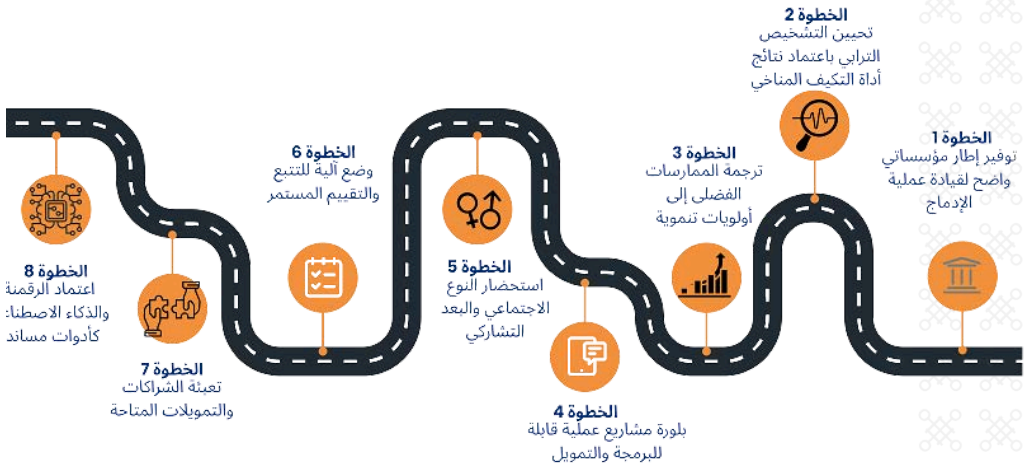 الخطوة 1
توفير إطار مؤسساتي
واضح لقيادة عملية
الإدماج
الخطوة 2
تحيين التشخيص
الترابي باعتماد نتائج
أداة التكيف المناخي
الخطوة 3
ترجمة الممارسات
الفضلى إلى
أولويات تنموية
الخطوة 4
بلورة مشاريع عملية قابلة
للبرمجة والتمويل
الخطوة 5
استحضار النوع
الاجتماعي والبعد
التشاركي
الخطوة 6
وضع آلية للتتبع
والتقييم المستمر
الخطوة 7
تعبئة الشراكات
والتمويلات المتاحة
الخطوة 8
اعتماد الرقمنة
والذكاء
كأدوات